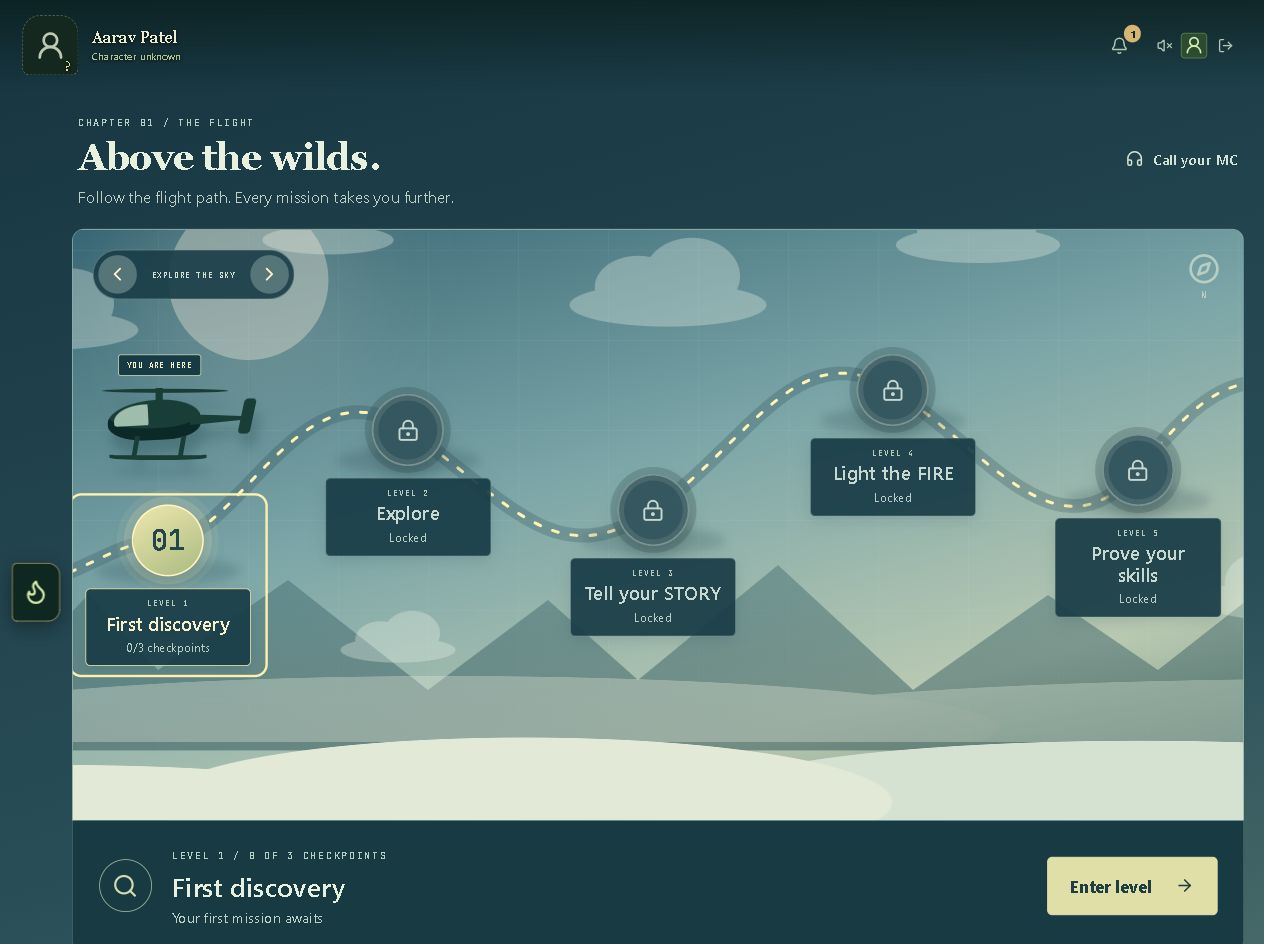 Aarav Patel
Character unknown
?
1
CHAPTER 01 / THE FLIGHT
Above the wilds.
Follow the flight path. Every mission takes you further.
Call your MC
EXPLORE THE SKY
N
YOU ARE HERE
01
LEVEL 1
First discovery
0/3 checkpoints
LEVEL 2
Explore
Locked
LEVEL 3
Tell your STORY
Locked
LEVEL 4
Light the FIRE
Locked
LEVEL 5
Prove your
skills
Locked
LEVEL 1 / 0 OF 3 CHECKPOINTS
First discovery
Your first mission awaits
Enter level